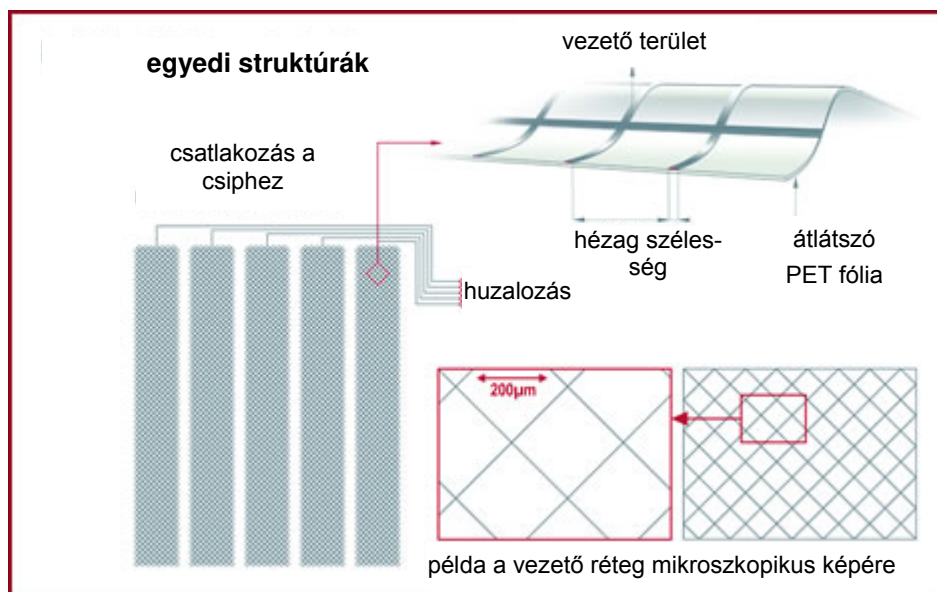 vezető terület
egyedi struktúrák
csatlakozás a
csiphez
hézag széles-
ség
átlátszó
PET fólia
huzalozás
200µm
példa a vezető réteg mikroszkopikus képére